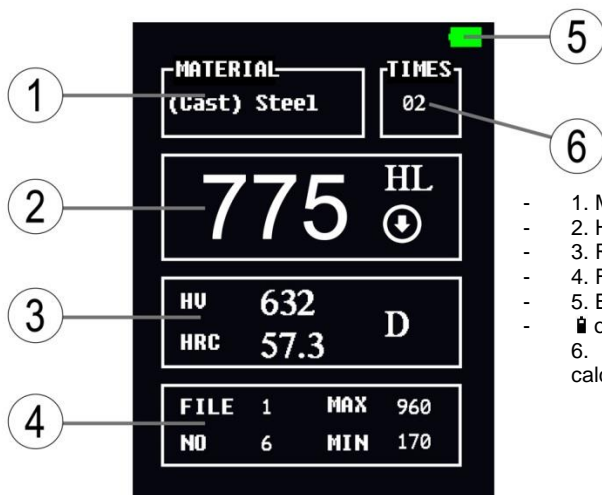 5
MATERIAL TIMES
1 (Cast) Steel 02
6
2 775 HL
- 1. M
- 2. H
3 HV 632 - 3. F
- 4. F
HRC 57.3 D - 5. E
-
6.
4 FILE 1 MAX 960
NO 6 MIN 170